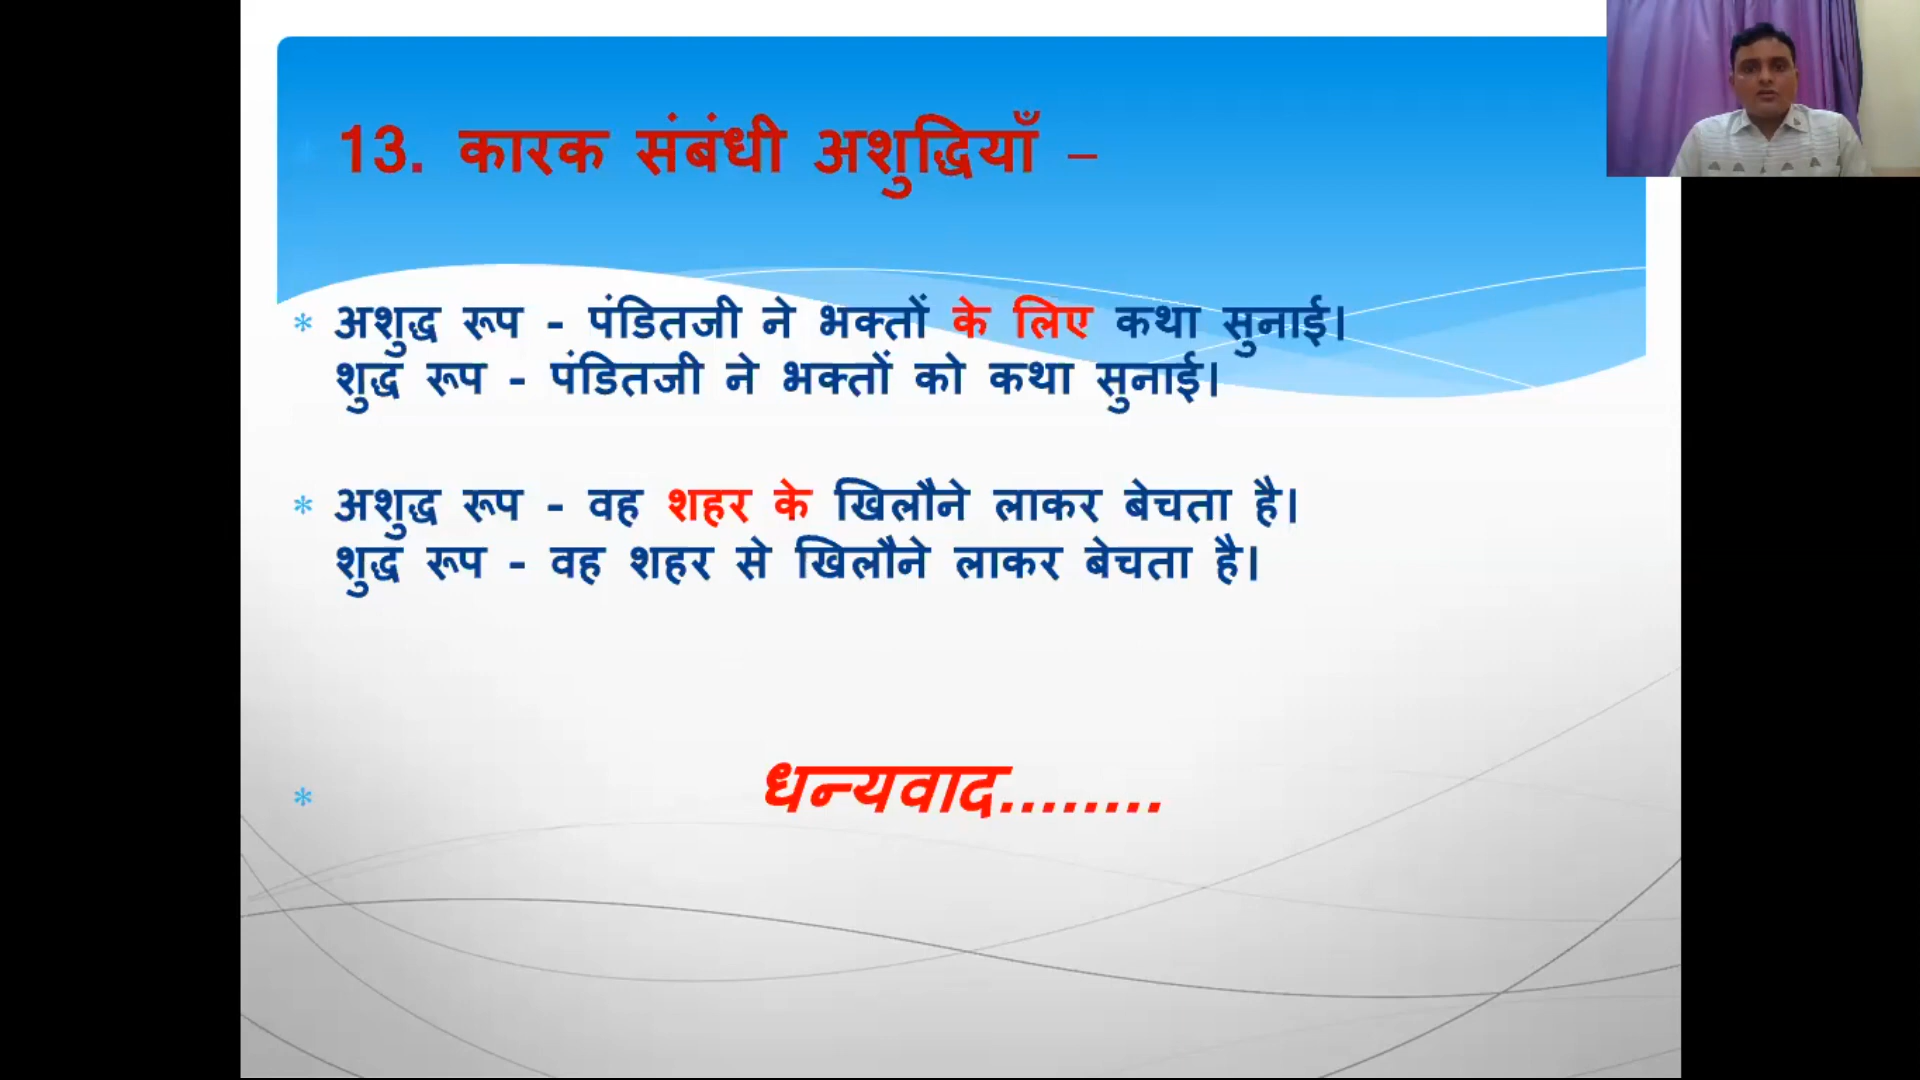 13. कारक संबंधी अशुद्धियाँ –
* अशुद्ध रूप - पंडितजी ने भक्तों के लिए कथा सुनाई।
शुद्ध रूप - पंडितजी ने भक्तों को कथा सुनाई।
* अशुद्ध रूप - वह शहर के खिलौने लाकर बेचता है।
शुद्ध रूप - वह शहर से खिलौने लाकर बेचता है।
* धन्यवाद........